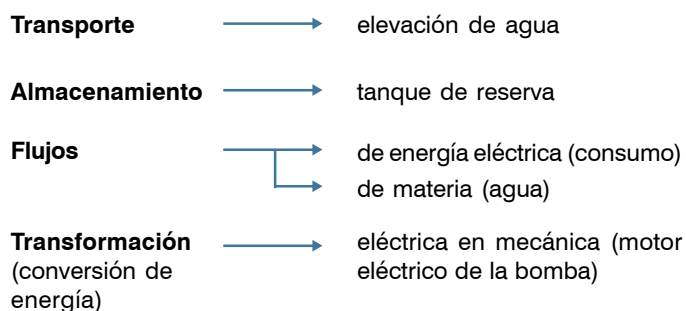 Transporte elevación de agua
Almacenamiento tanque de reserva
Flujos de energía eléctrica (consumo)
de materia (agua)
Transformación eléctrica en mecánica (motor
(conversión de eléctrico de la bomba)
energía)